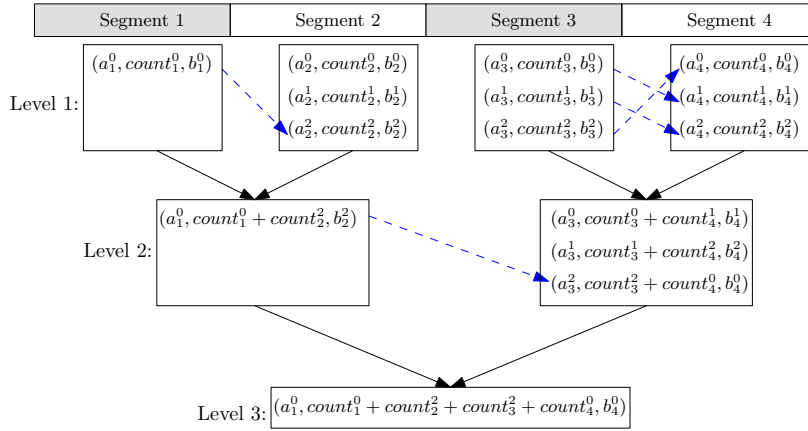 Segment 1 Segment 2 Segment 3 Segment 4
Level 1:
(a_1^0, count_1^0, b_1^0)
(a_2^0, count_2^0, b_2^0)
(a_2^1, count_2^1, b_2^1)
(a_2^2, count_2^2, b_2^2)
(a_3^0, count_3^0, b_3^0)
(a_3^1, count_3^1, b_3^1)
(a_3^2, count_3^2, b_3^2)
(a_4^0, count_4^0, b_4^0)
(a_4^1, count_4^1, b_4^1)
(a_4^2, count_4^2, b_4^2)
Level 2:
(a_1^0, count_1^0 + count_2^2, b_2^2)
(a_3^0, count_3^0 + count_4^1, b_4^1)
(a_3^1, count_3^1 + count_4^2, b_4^2)
(a_3^2, count_3^2 + count_4^0, b_4^0)
Level 3:
(a_1^0, count_1^0 + count_2^2 + count_3^2 + count_4^0, b_4^0)